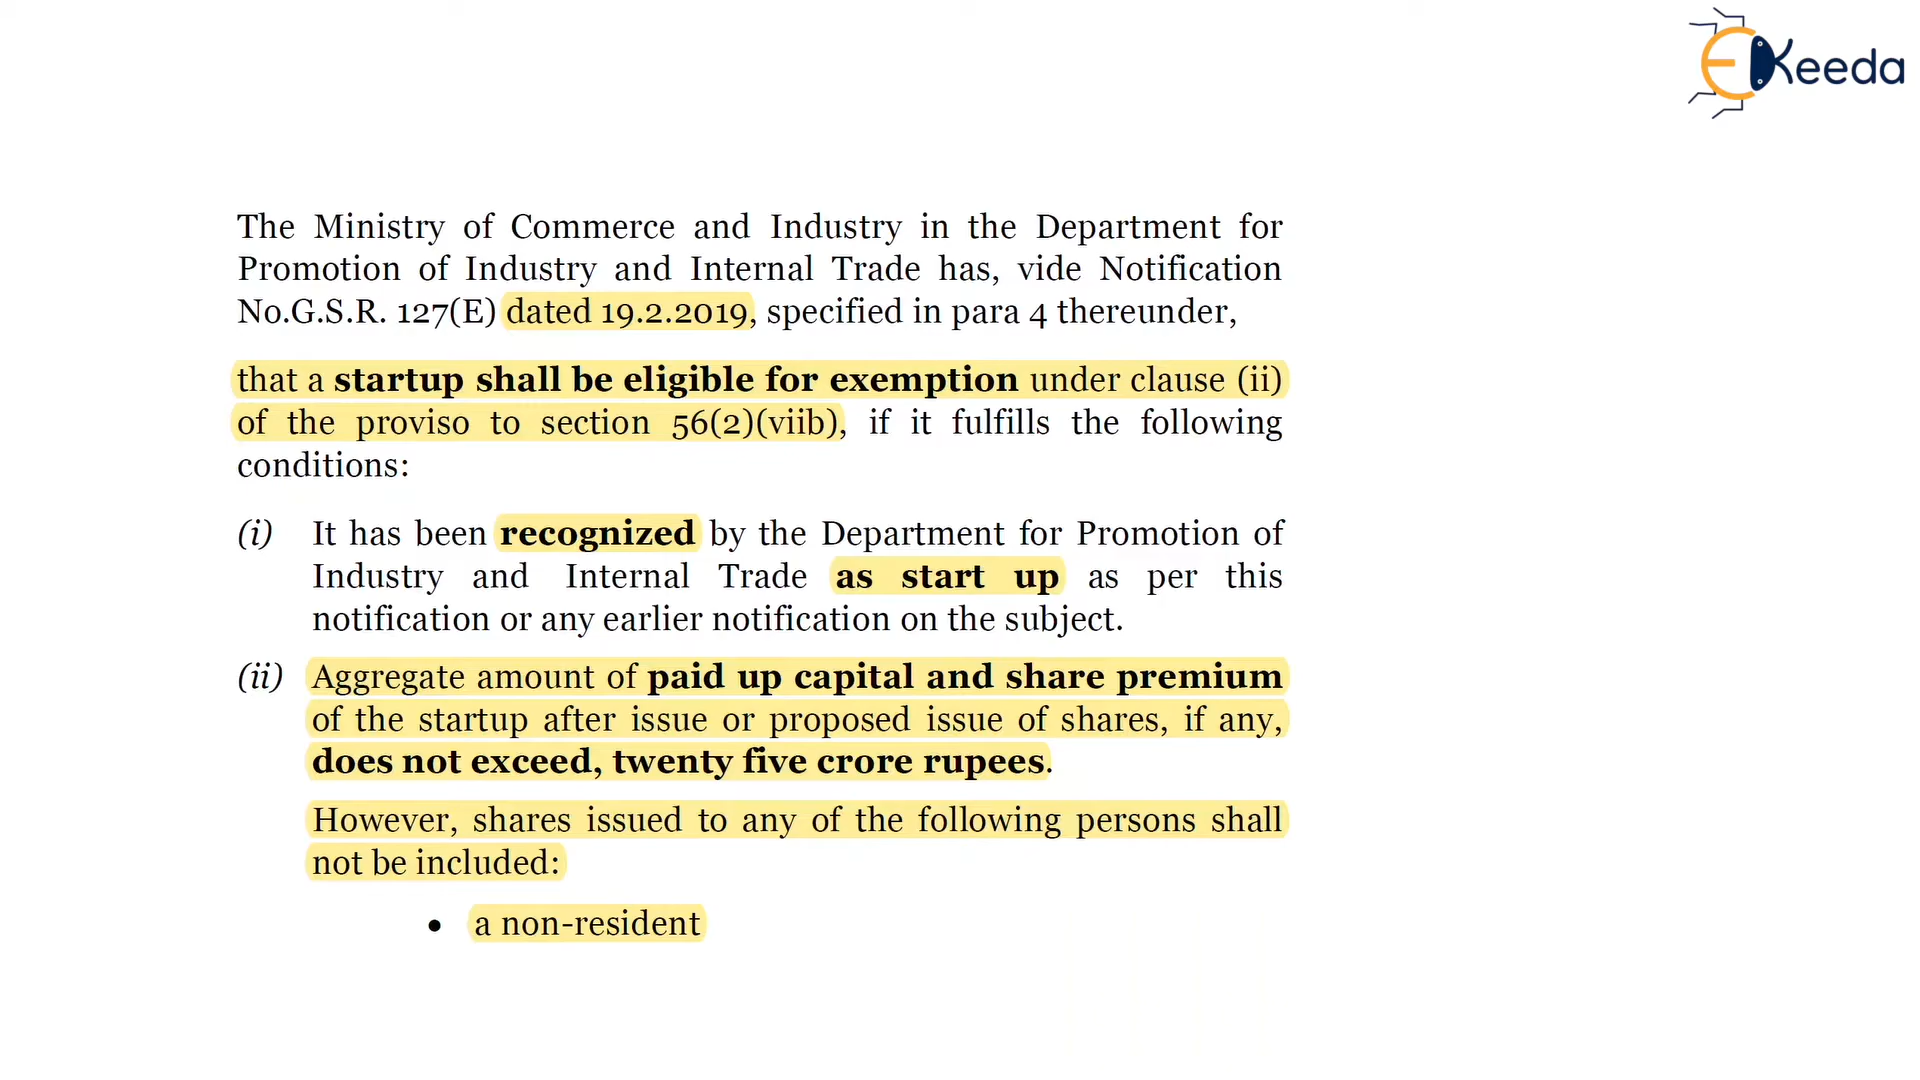 EKeeda
The Ministry of Commerce and Industry in the Department for
Promotion of Industry and Internal Trade has, vide Notification
No.G.S.R. 127(E) dated 19.2.2019, specified in para 4 thereunder,
that a startup shall be eligible for exemption under clause (ii)
of the proviso to section 56(2)(viib), if it fulfills the following
conditions:
(i) It has been recognized by the Department for Promotion of
Industry and Internal Trade as start up as per this
notification or any earlier notification on the subject.
(ii) Aggregate amount of paid up capital and share premium
of the startup after issue or proposed issue of shares, if any,
does not exceed, twenty five crore rupees.
However, shares issued to any of the following persons shall
not be included:
• a non-resident